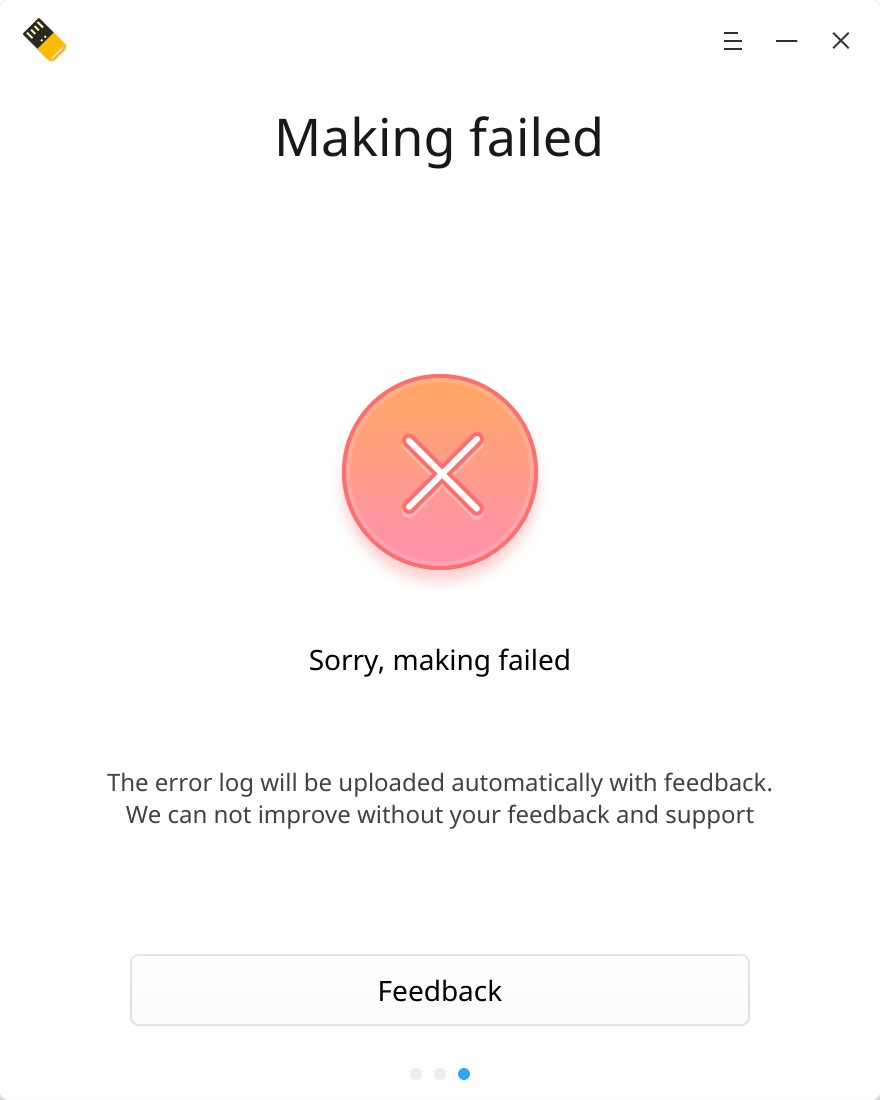 Making failed
Sorry, making failed
The error log will be uploaded automatically with feedback.
We can not improve without your feedback and support
Feedback